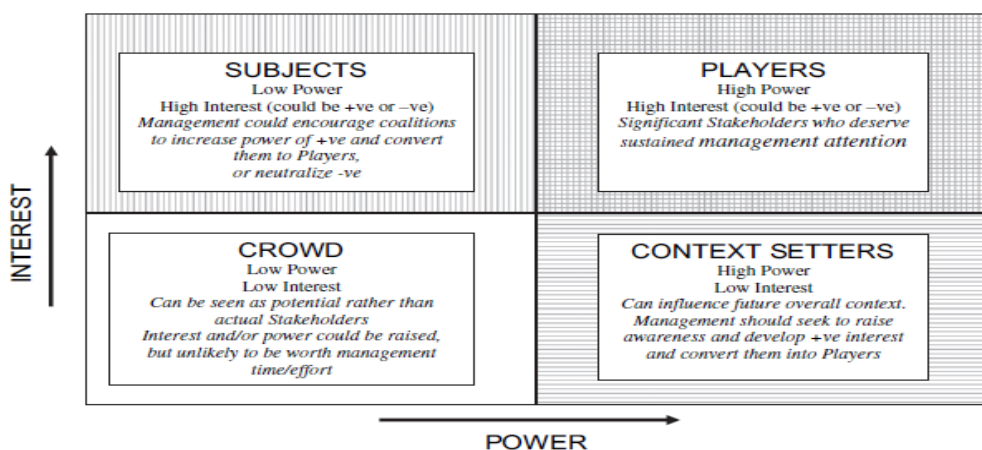 SUBJECTS
Low Power
High Interest (could be +ve or –ve)
Management could encourage coalitions
to increase power of +ve and convert
them to Players,
or neutralize -ve
PLAYERS
High Power
High Interest (could be +ve or –ve)
Significant Stakeholders who deserve
sustained management attention
INTEREST
CROWD
Low Power
Low Interest
Can be seen as potential rather than
actual Stakeholders
Interest and/or power could be raised,
but unlikely to be worth management
time/effort
CONTEXT SETTERS
High Power
Low Interest
Can influence future overall context.
Management should seek to raise
awareness and develop +ve interest
and convert them into Players
POWER